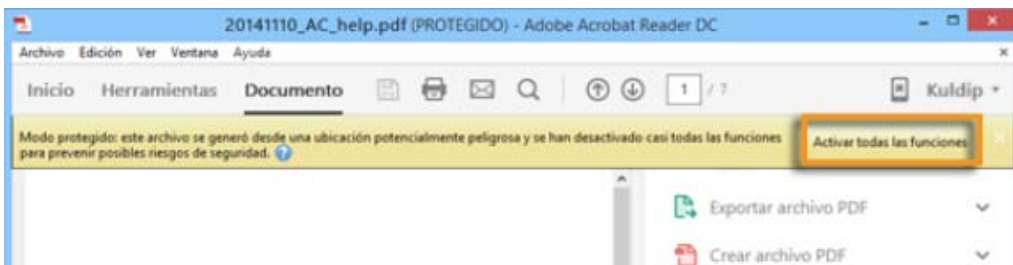 20141110_AC_help.pdf (PROTEGIDO) - Adobe Acrobat Reader DC
Archivo Edición Ver Ventana Ayuda
Inicio Herramientas Documento 1 / 7 Kuldip
Modo protegido: este archivo se generó desde una ubicación potencialmente peligrosa y se han desactivado casi todas las funciones
para prevenir posibles riesgos de seguridad.
Activar todas las funciones
Exportar archivo PDF
Crear archivo PDF